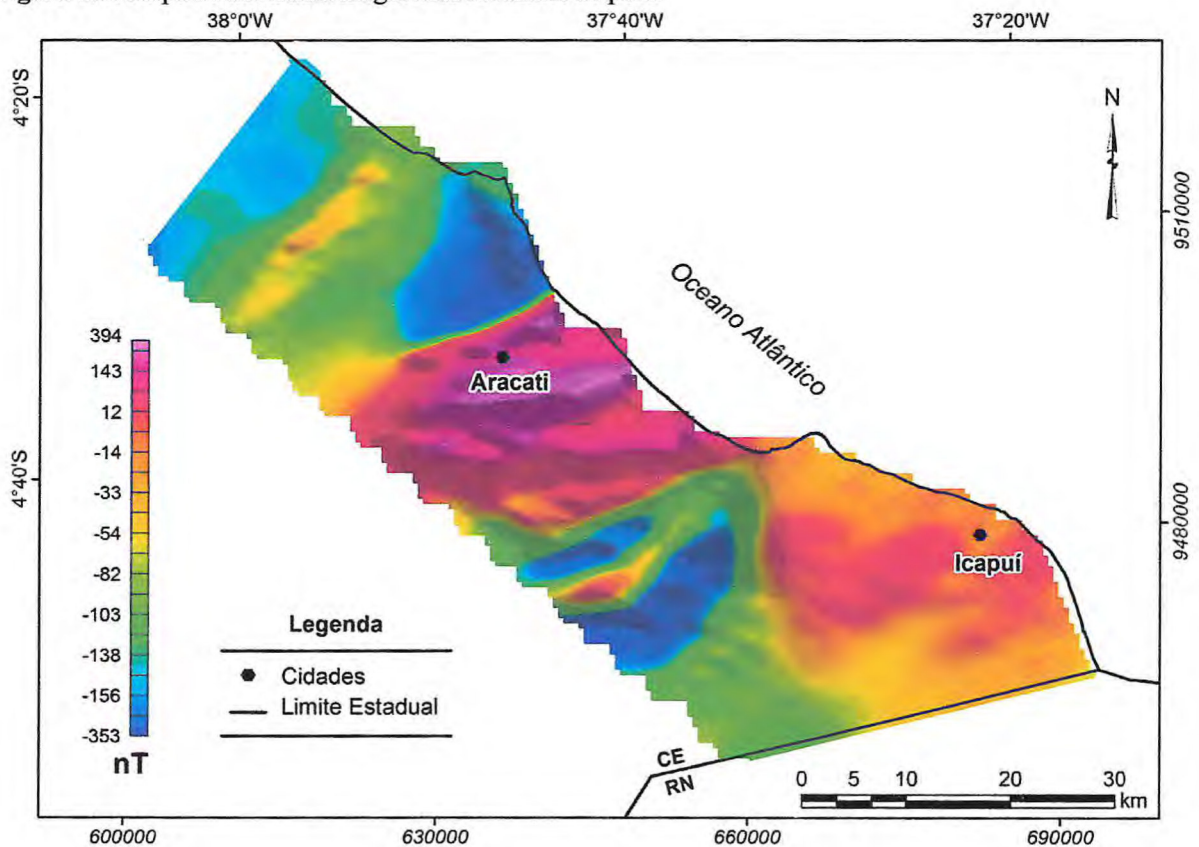 38°0'W 37°40'W 37°20'W
4°20'S
N
9510000
Oceano Atlântico
394
143
12
-14
-33
-54
-82
-103
-138
-156
-353
nT
Aracati
4°40'S
9480000
Icapuí
Legenda
Cidades
Limite Estadual
CE
RN
0 5 10 20 30
km
600000 630000 660000 690000